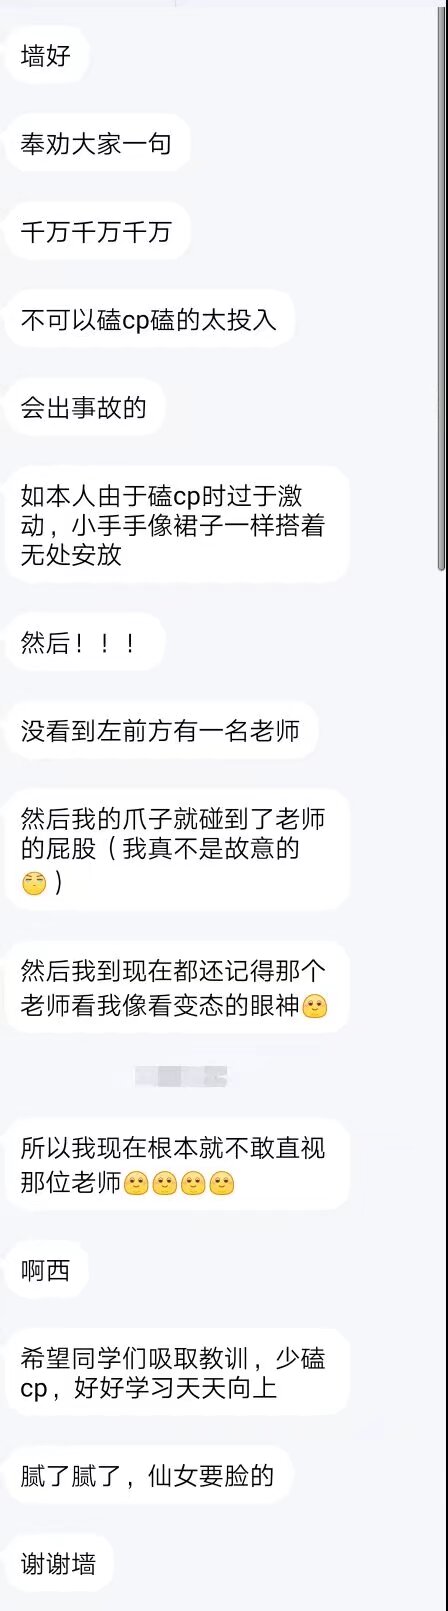 墙好
奉劝大家一句
千万千万千万
不可以磕cp磕的太投入
会出事故的
如本人由于磕cp时过于激
动，小手手像裙子一样搭着
无处安放
然后！！！
没看到左前方有一名老师
然后我的爪子就碰到了老师
的屁股（我真不是故意的
）
然后我到现在都还记得那个
老师看我像看变态的眼神
所以我现在根本就不敢直视
那位老师
啊西
希望同学们吸取教训，少磕
cp，好好学习天天向上
腻了腻了，仙女要脸的
谢谢墙